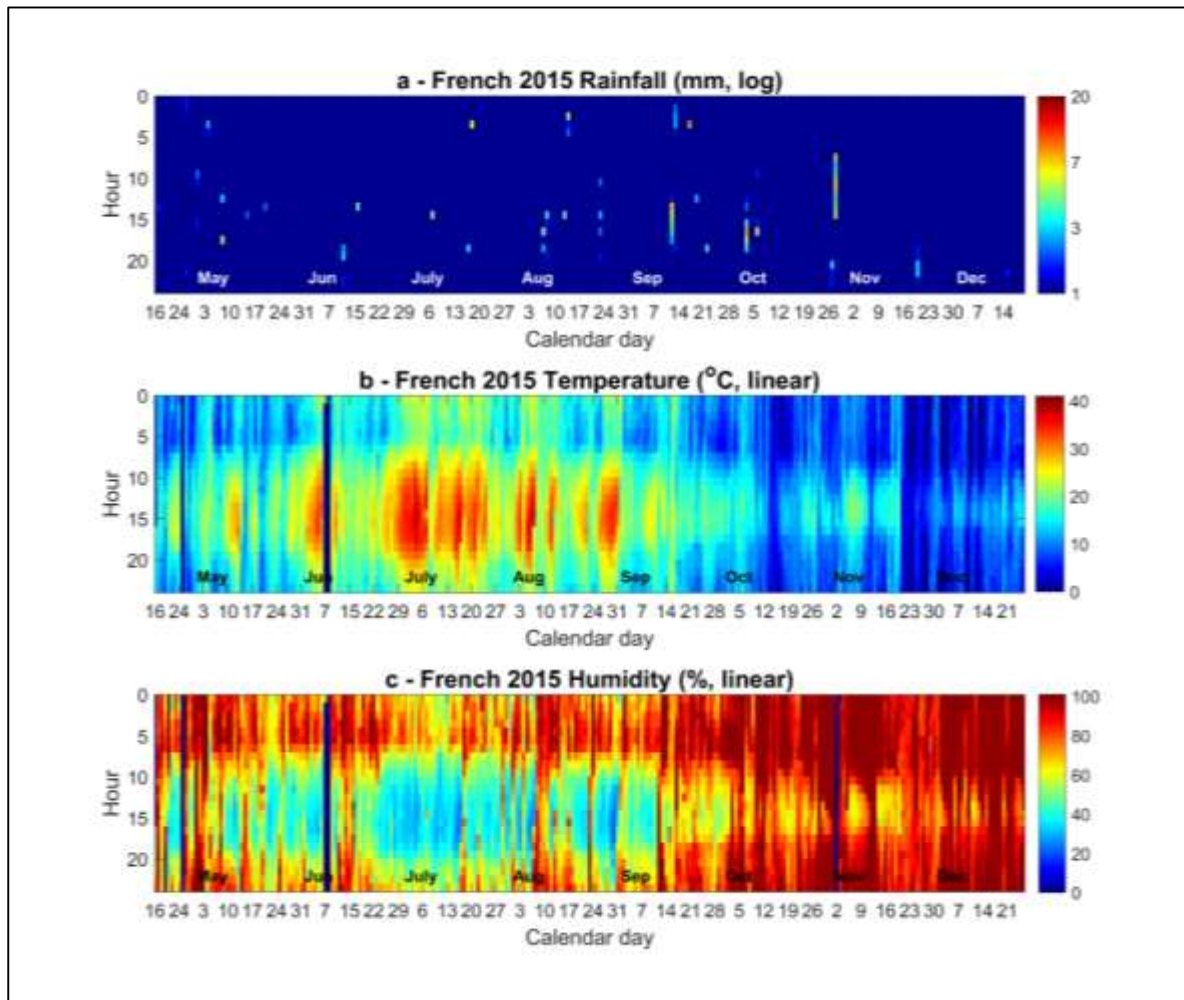 a - French 2015 Rainfall (mm, log)
0
5
10
15
20
Hour
May Jun July Aug Sep Oct Nov Dec
16 24 3 10 17 24 31 7 15 22 29 6 13 20 27 3 10 17 24 31 7 14 21 28 5 12 19 26 2 9 16 23 30 7 14
Calendar day
20
7
3
1
b - French 2015 Temperature (°C, linear)
0
5
10
15
20
Hour
May Jun July Aug Sep Oct Nov Dec
16 24 3 10 17 24 31 7 15 22 29 6 13 20 27 3 10 17 24 31 7 14 21 28 5 12 19 26 2 9 16 23 30 7 14 21
Calendar day
40
30
20
10
0
c - French 2015 Humidity (%, linear)
0
5
10
15
20
Hour
May Jun July Aug Sep Oct Nov Dec
16 24 3 10 17 24 31 7 15 22 29 6 13 20 27 3 10 17 24 31 7 14 21 28 5 12 19 26 2 9 16 23 30 7 14 21
Calendar day
100
80
60
40
20
0